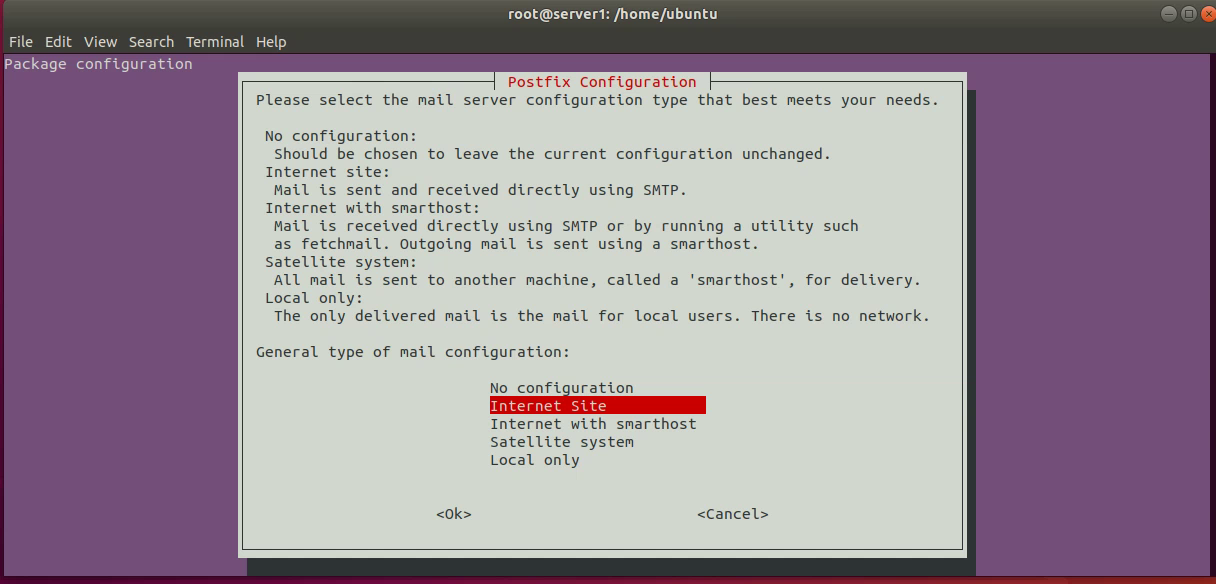 root@server1: /home/ubuntu
File Edit View Search Terminal Help
Package configuration
Postfix Configuration
Please select the mail server configuration type that best meets your needs.
No configuration:
Should be chosen to leave the current configuration unchanged.
Internet site:
Mail is sent and received directly using SMTP.
Internet with smarthost:
Mail is received directly using SMTP or by running a utility such
as fetchmail. Outgoing mail is sent using a smarthost.
Satellite system:
All mail is sent to another machine, called a 'smarthost', for delivery.
Local only:
The only delivered mail is the mail for local users. There is no network.
General type of mail configuration:
No configuration
Internet Site
Internet with smarthost
Satellite system
Local only
<Ok> <Cancel>